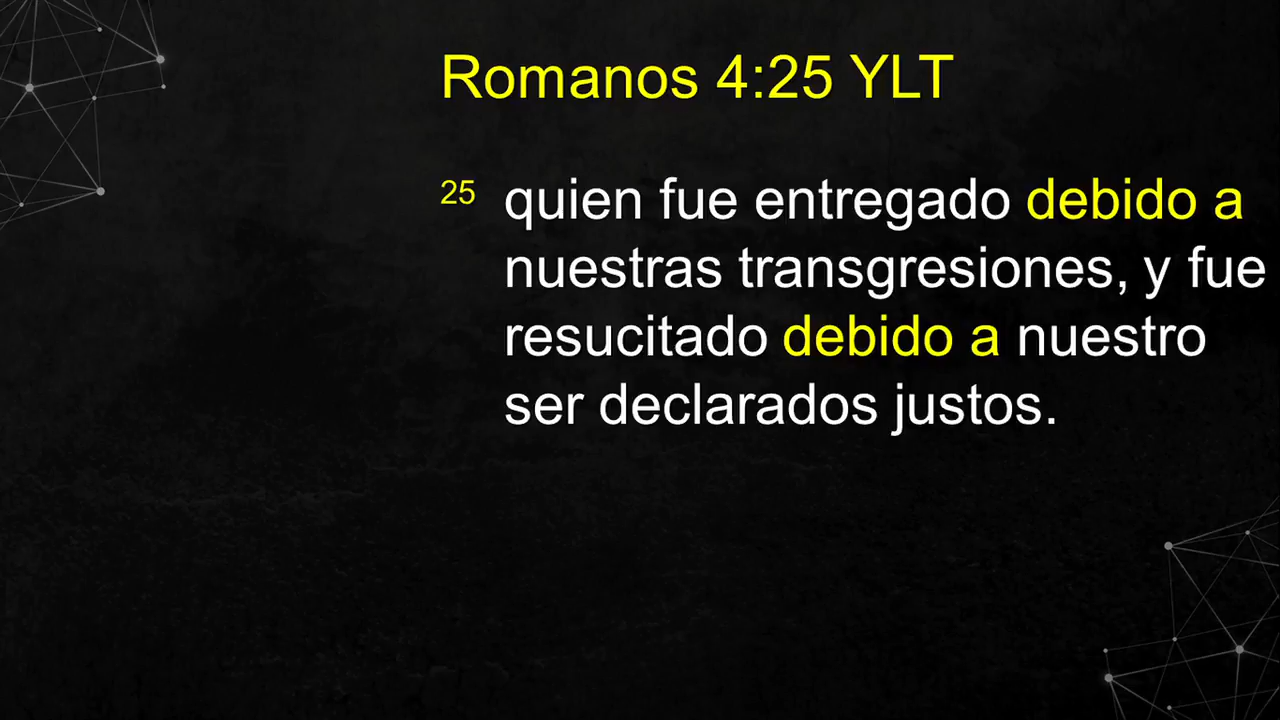 Romanos 4:25 YLT
25 quien fue entregado debido a
nuestras transgresiones, y fue
resucitado debido a nuestro
ser declarados justos.